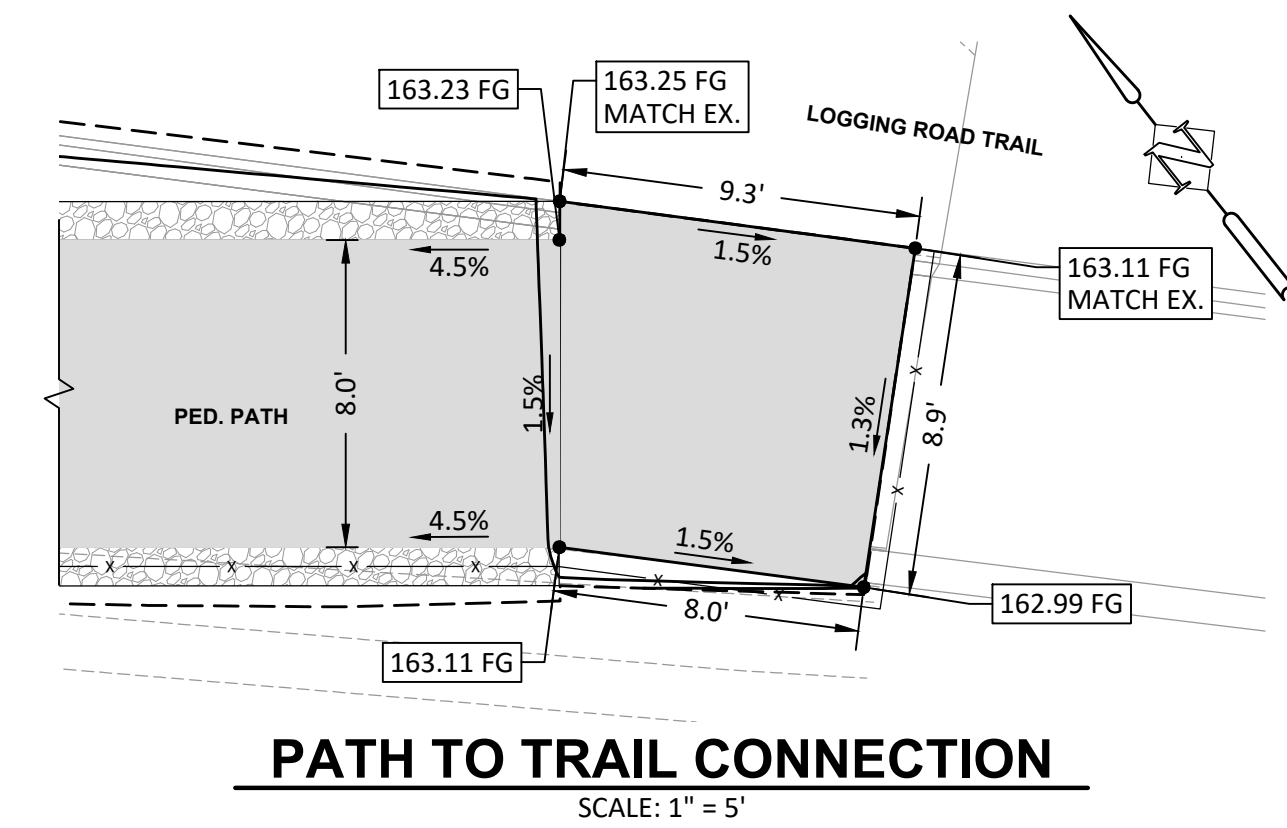 163.23 FG
163.25 FG
MATCH EX.
LOGGING ROAD TRAIL
N
9.3'
1.5%
4.5%
163.11 FG
MATCH EX.
8.0'
1.5%
PED. PATH
1.3%
8.9'
X
X
4.5%
1.5%
X
X
X
X
X
X
8.0'
162.99 FG
163.11 FG
PATH TO TRAIL CONNECTION
SCALE: 1" = 5'